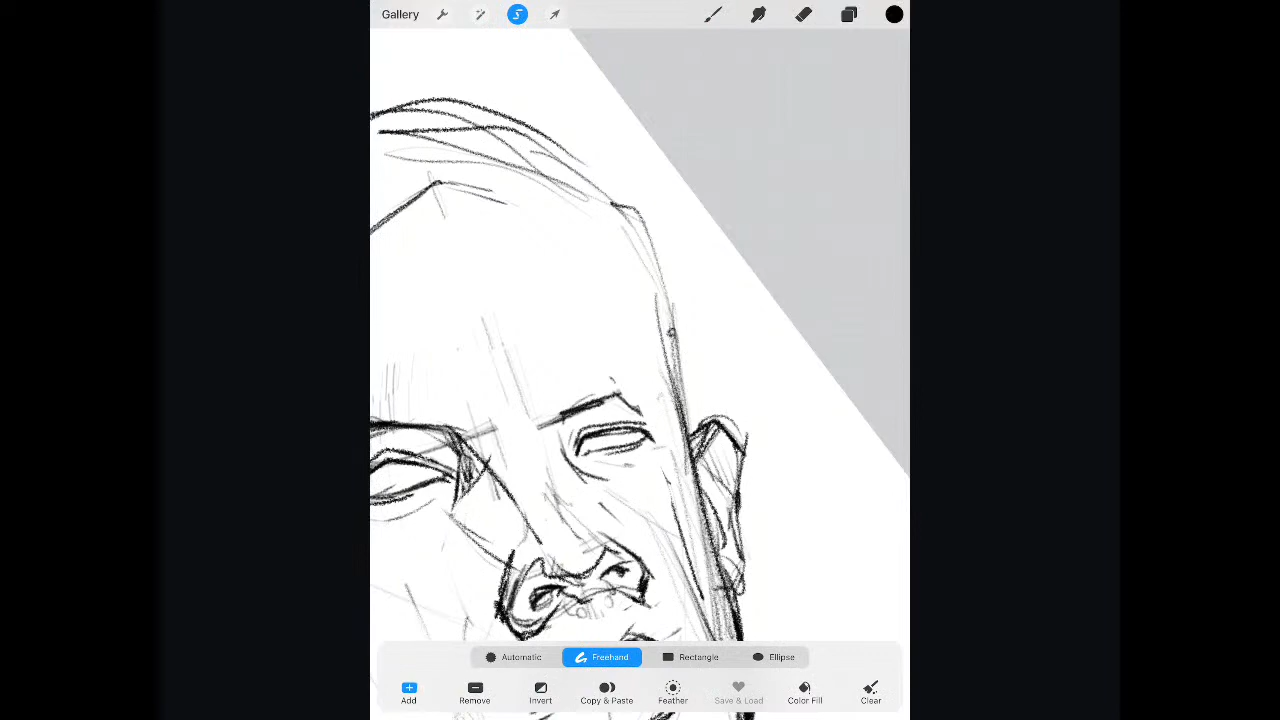 Gallery
Automatic Freehand Rectangle Ellipse
Add Remove Invert Copy & Paste Feather Save & Load Color Fill Clear